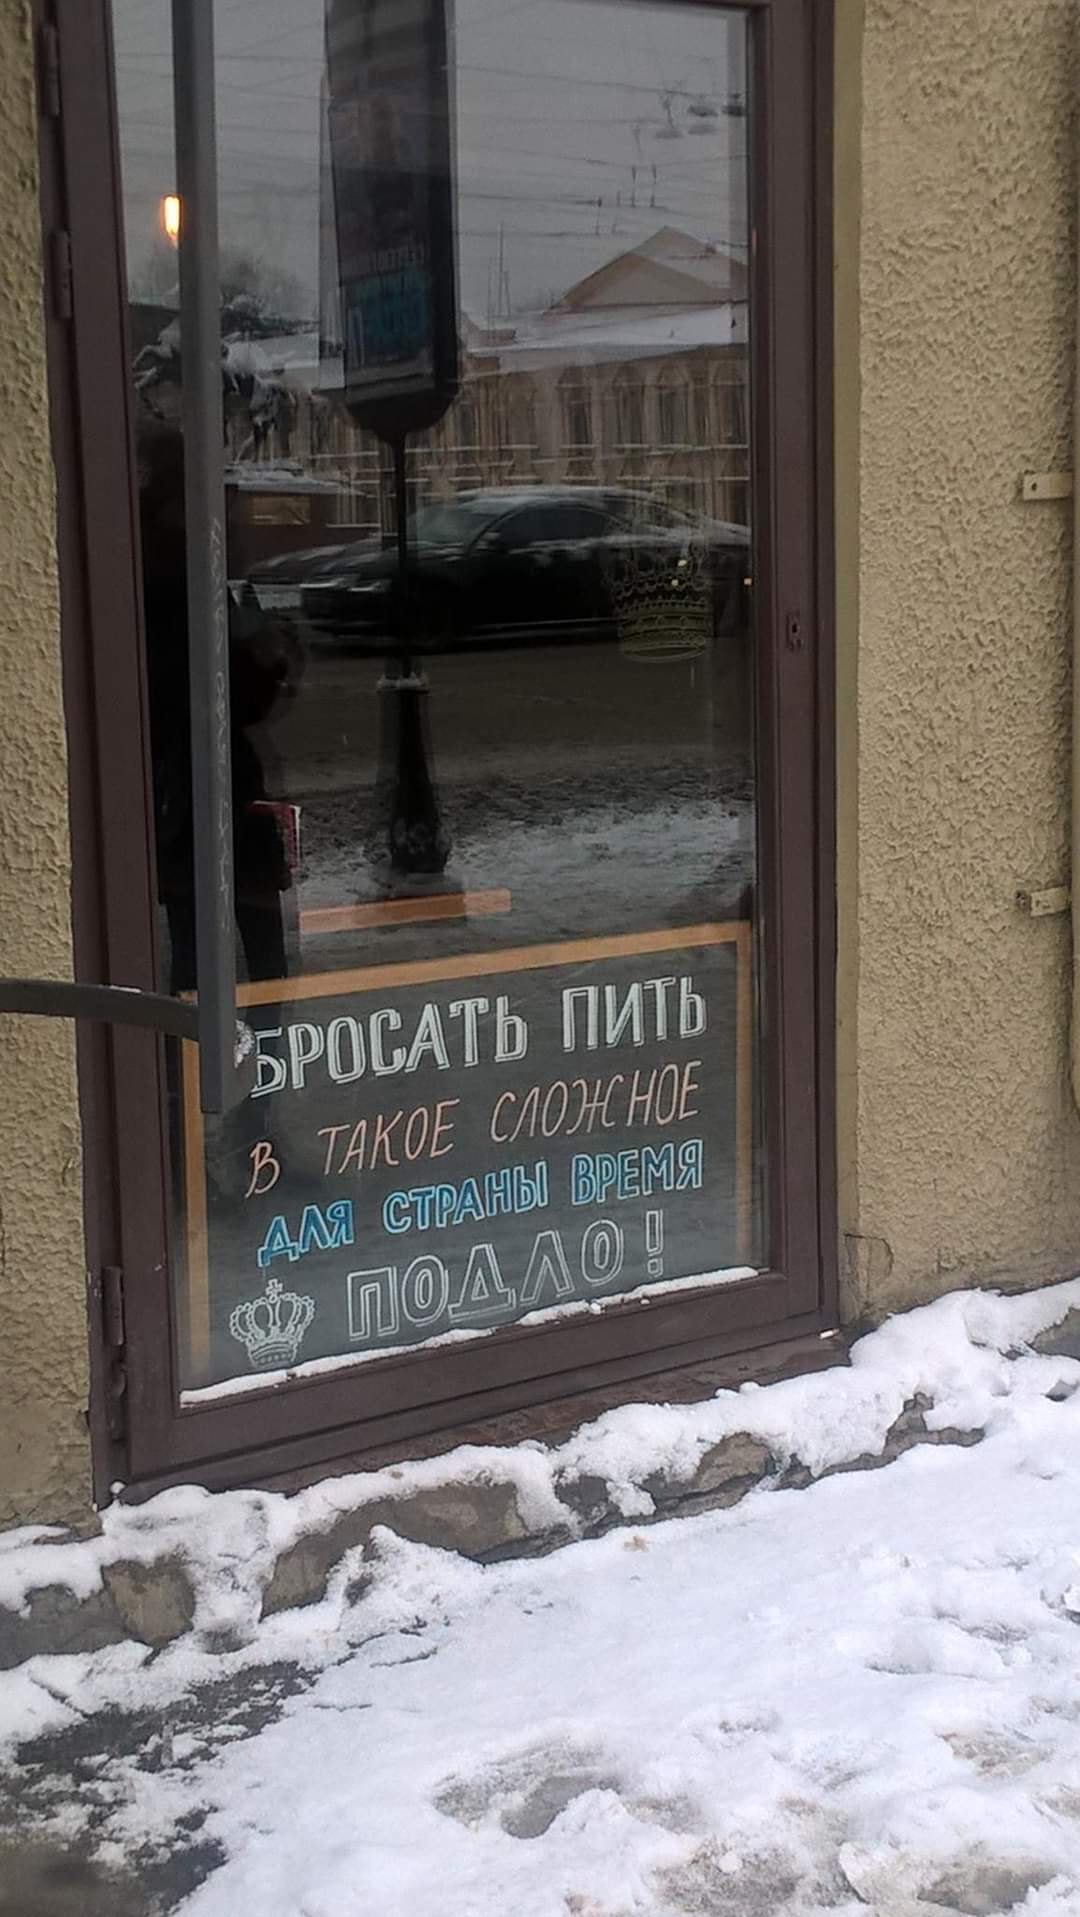 БРОСАТЬ ПИТЬ
В ТАКОЕ СЛОЖНОЕ
ДЛЯ СТРАНЫ ВРЕМЯ
ПОДЛО!